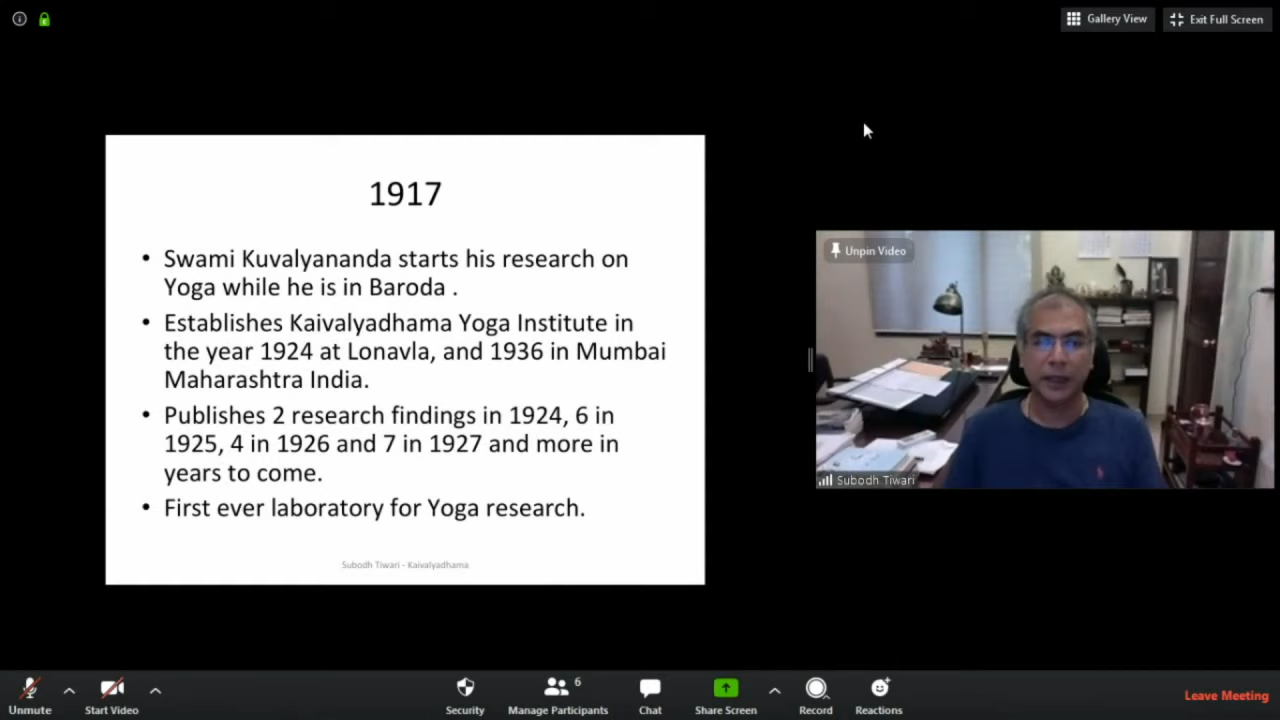 Gallery View
Exit Full Screen
1917
• Swami Kuvalyananda starts his research on
Yoga while he is in Baroda .
• Establishes Kaivalyadhama Yoga Institute in
the year 1924 at Lonavla, and 1936 in Mumbai
Maharashtra India.
• Publishes 2 research findings in 1924, 6 in
1925, 4 in 1926 and 7 in 1927 and more in
years to come.
• First ever laboratory for Yoga research.
Subodh Tiwari - Kaivalyadhama
Unpin Video
Subodh Tiwari
Unmute
Start Video
Security
Manage Participants
6
Chat
Share Screen
Record
Reactions
Leave Meeting